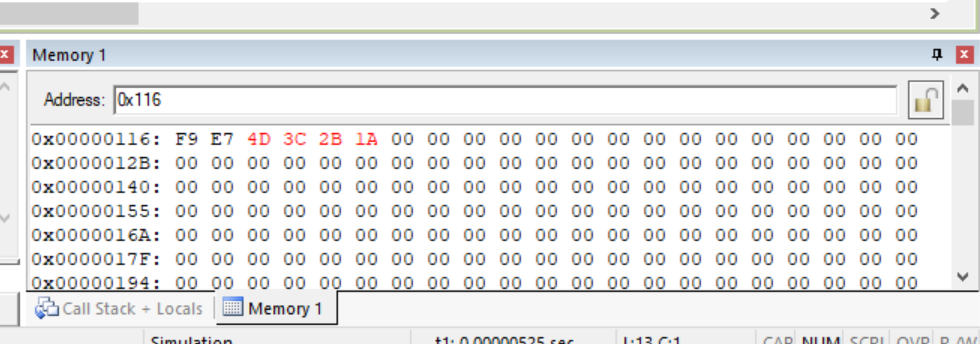 Memory 1
Address: 0x116
0x00000116: F9 E7 4D 3C 2B 1A 00 00 00 00 00 00 00 00 00 00 00 00 00 00 00
0x0000012B: 00 00 00 00 00 00 00 00 00 00 00 00 00 00 00 00 00 00 00 00 00
0x00000140: 00 00 00 00 00 00 00 00 00 00 00 00 00 00 00 00 00 00 00 00 00
0x00000155: 00 00 00 00 00 00 00 00 00 00 00 00 00 00 00 00 00 00 00 00 00
0x0000016A: 00 00 00 00 00 00 00 00 00 00 00 00 00 00 00 00 00 00 00 00 00
0x0000017F: 00 00 00 00 00 00 00 00 00 00 00 00 00 00 00 00 00 00 00 00 00
0x00000194: 00 00 00 00 00 00 00 00 00 00 00 00 00 00 00 00 00 00 00 00 00
Call Stack + Locals Memory 1
Simulation t1: 0.00000525 sec L:13 C:1 CAP NUM SCRL OVR R/W